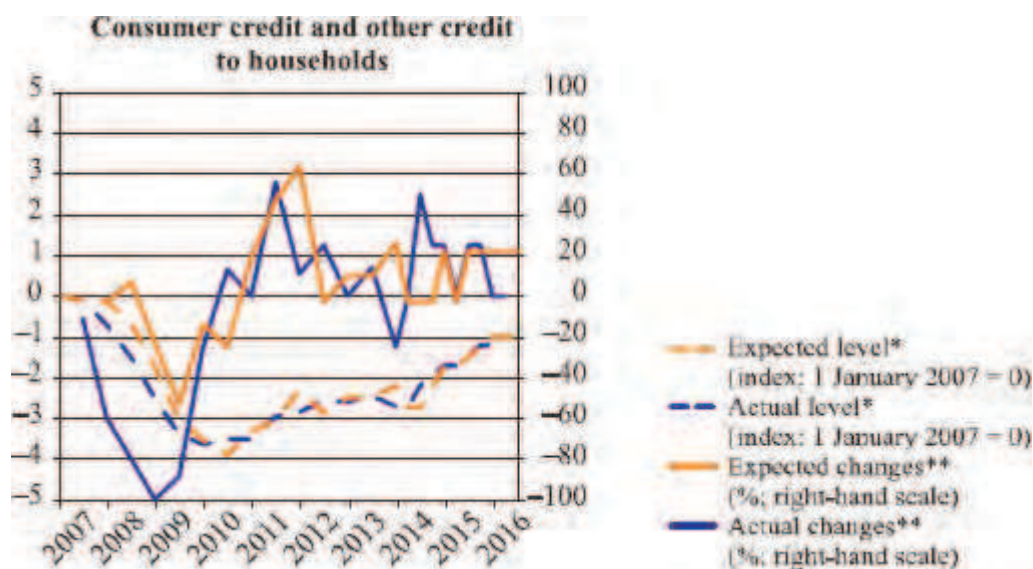 Consumer credit and other credit
to households
5 100
4 80
3 60
2 40
1 20
0 0
–1 –20
–2 –40
–3 –60
–4 –80
–5 –100
2007 2008 2009 2010 2011 2012 2013 2014 2015 2016
Expected level*
(index: 1 January 2007 = 0)
Actual level*
(index: 1 January 2007 = 0)
Expected changes**
(%; right-hand scale)
Actual changes**
(%; right-hand scale)